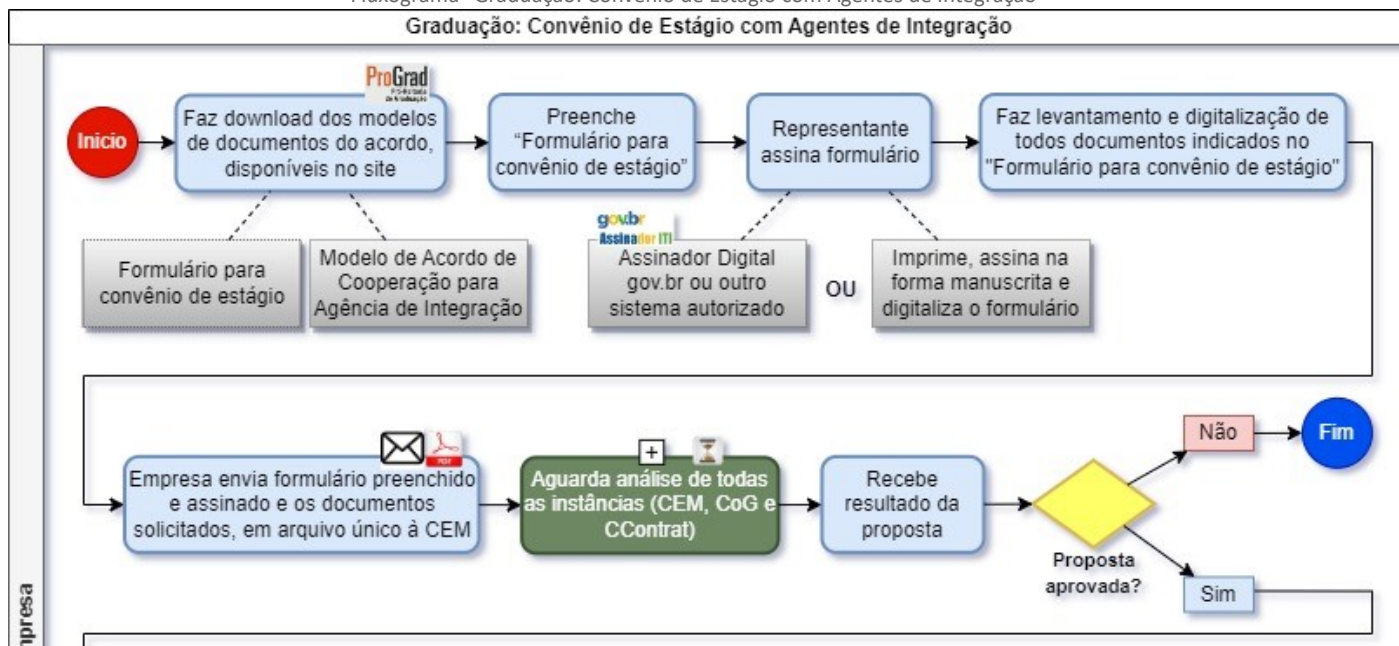 Fluxograma - Graduação: Convênio de Estágio com Agentes de Integração
Graduação: Convênio de Estágio com Agentes de Integração
Início
ProGrad
Pró-Reitoria
de Graduação
Faz download dos modelos
de documentos do acordo,
disponíveis no site
Preenche
“Formulário para
convênio de estágio”
Representante
assina formulário
Faz levantamento e digitalização de
todos documentos indicados no
"Formulário para convênio de estágio"
Formulário para
convênio de estágio
Modelo de Acordo de
Cooperação para
Agência de Integração
gov.br
Assinador ITI
Assinador Digital
gov.br ou outro
sistema autorizado
OU
Imprime, assina na
forma manuscrita e
digitaliza o formulário
PDF
Empresa envia formulário preenchido
e assinado e os documentos
solicitados, em arquivo único à CEM
+
Aguarda análise de todas
as instâncias (CEM, CoG e
CContrat)
Recebe
resultado da
proposta
Proposta
aprovada?
Não
Fim
Sim